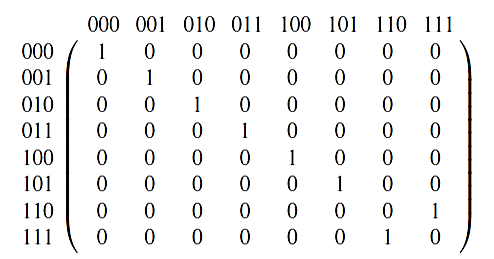 000 001 010 011 100 101 110 111
000 1 0 0 0 0 0 0 0
001 0 1 0 0 0 0 0 0
010 0 0 1 0 0 0 0 0
011 0 0 0 1 0 0 0 0
100 0 0 0 0 1 0 0 0
101 0 0 0 0 0 1 0 0
110 0 0 0 0 0 0 0 1
111 0 0 0 0 0 0 1 0